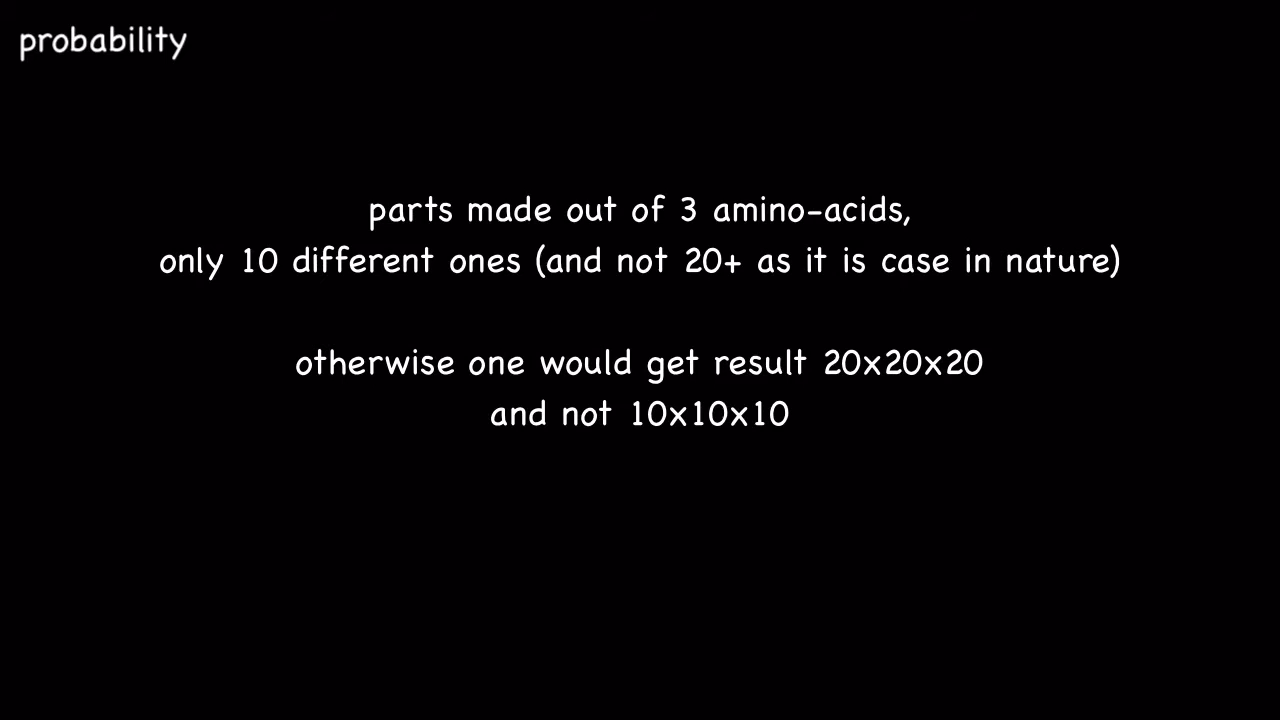 probability
parts made out of 3 amino-acids,
only 10 different ones (and not 20+ as it is case in nature)
otherwise one would get result 20x20x20
and not 10x10x10